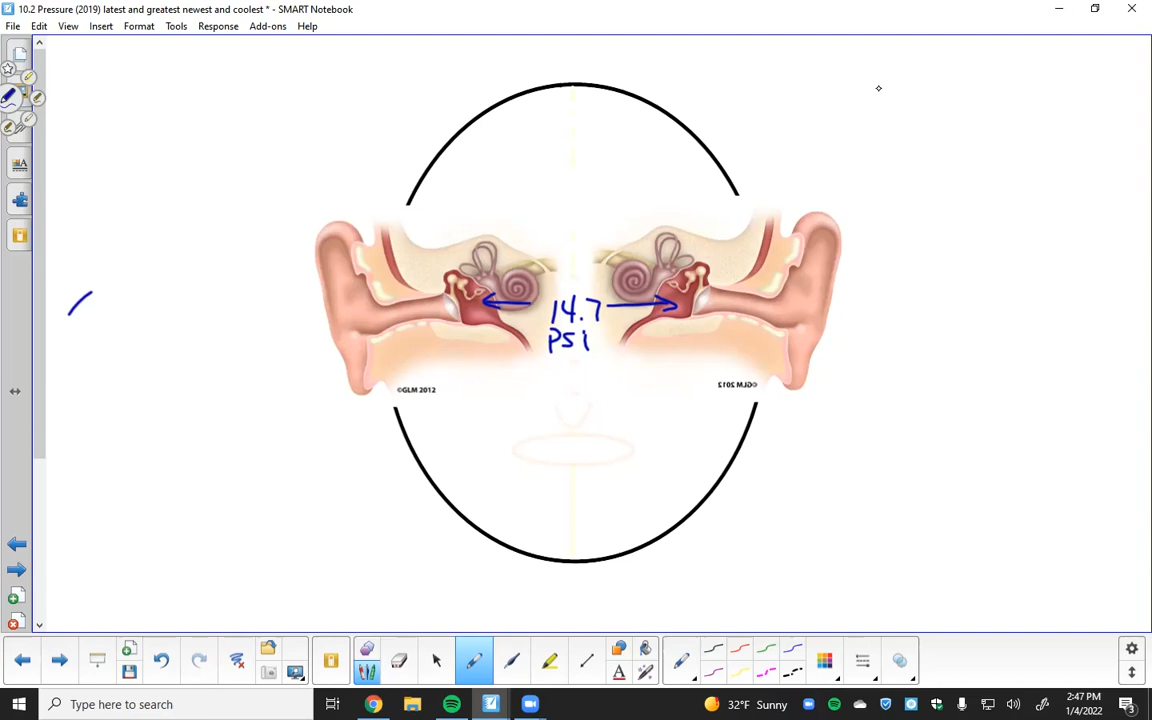 10.2 Pressure (2019) latest and greatest newest and coolest * - SMART Notebook
File Edit View Insert Format Tools Response Add-ons Help
14.7
psi
©GLM 2012
©GLM 2012
Type here to search
32°F Sunny
2:47 PM
1/4/2022
3